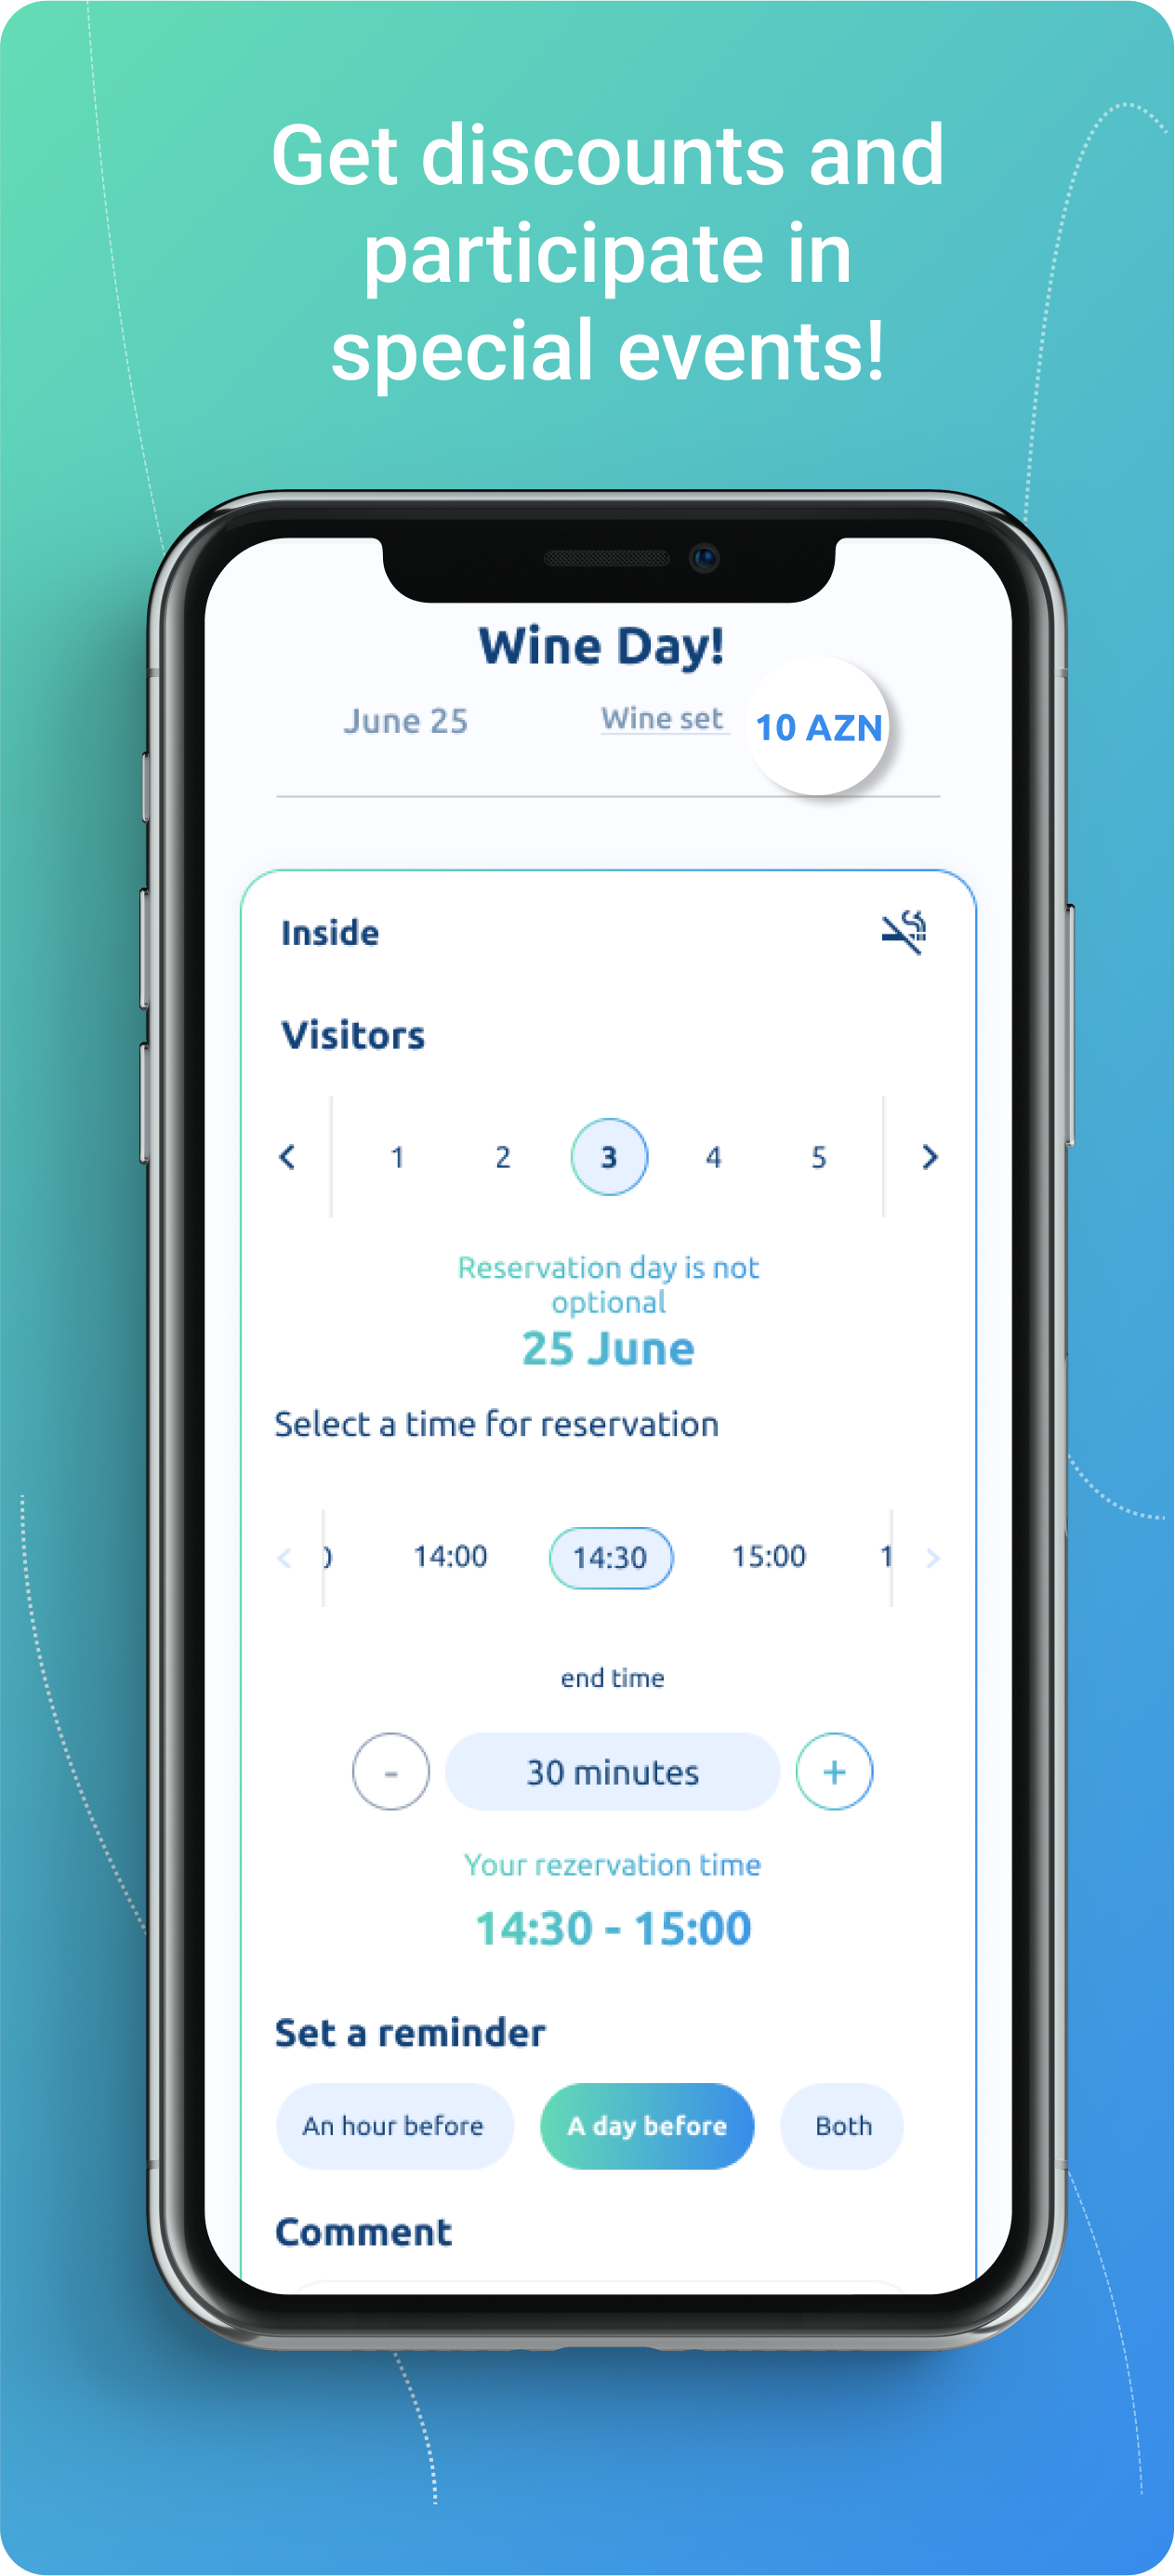 Get discounts and
participate in
special events!
Wine Day!
June 25 Wine set 10 AZN
Inside
Visitors
< 1 2 3 4 5 >
Reservation day is not
optional
25 June
Select a time for reservation
< 14:00 14:30 15:00 1 >
end time
- 30 minutes +
Your rezervation time
14:30 - 15:00
Set a reminder
An hour before A day before Both
Comment